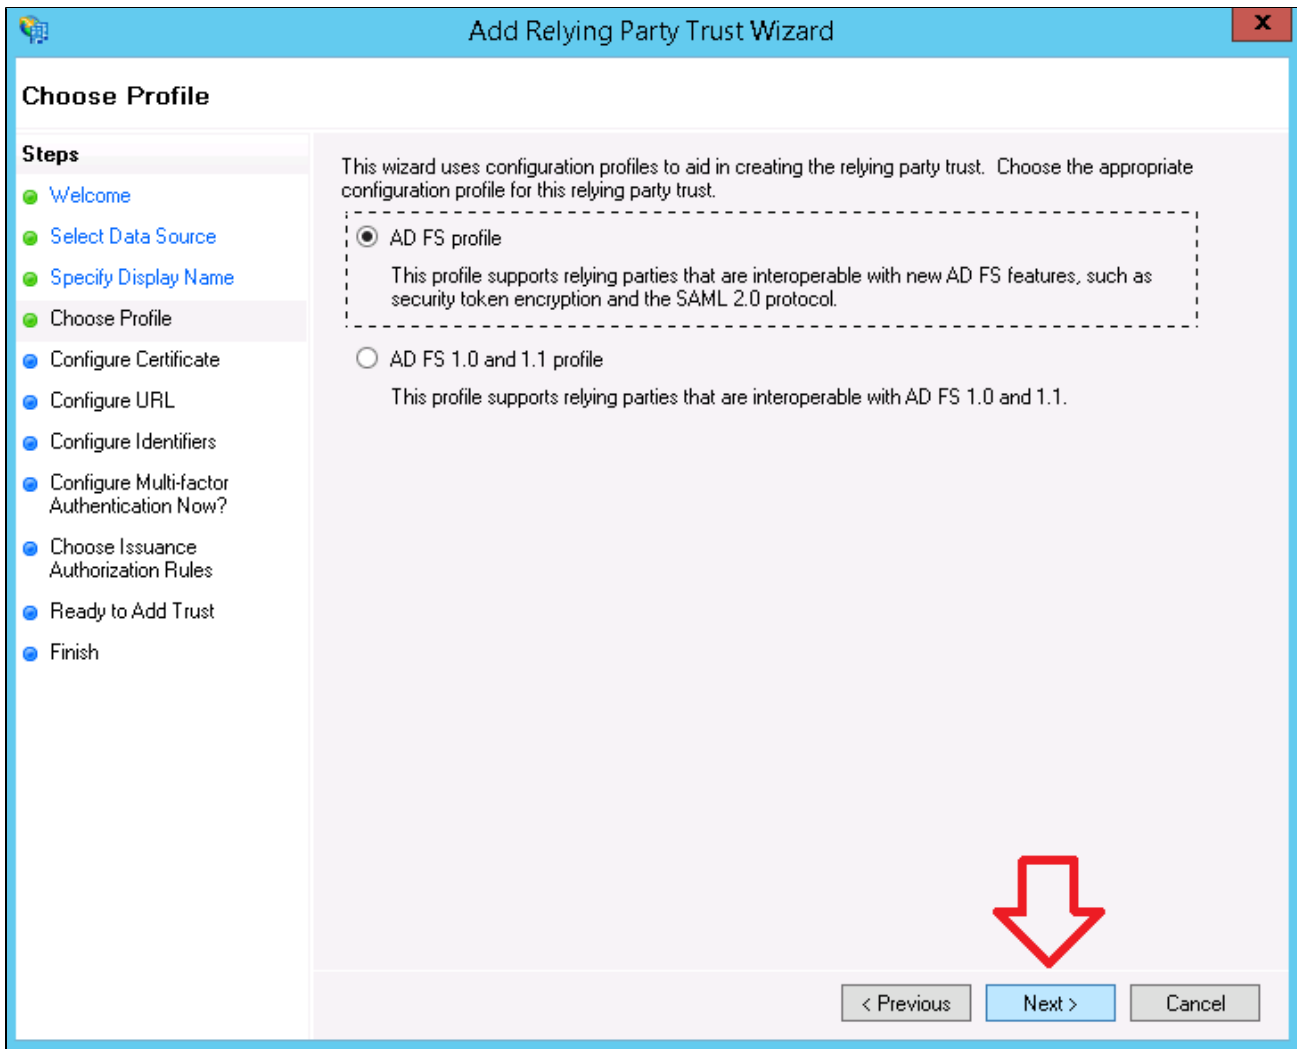 Add Relying Party Trust Wizard
X
Choose Profile
Steps
Welcome
Select Data Source
Specify Display Name
Choose Profile
Configure Certificate
Configure URL
Configure Identifiers
Configure Multi-factor
Authentication Now?
Choose Issuance
Authorization Rules
Ready to Add Trust
Finish
This wizard uses configuration profiles to aid in creating the relying party trust.  Choose the appropriate
configuration profile for this relying party trust.
AD FS profile
This profile supports relying parties that are interoperable with new AD FS features, such as
security token encryption and the SAML 2.0 protocol.
AD FS 1.0 and 1.1 profile
This profile supports relying parties that are interoperable with AD FS 1.0 and 1.1.
< Previous
Next >
Cancel